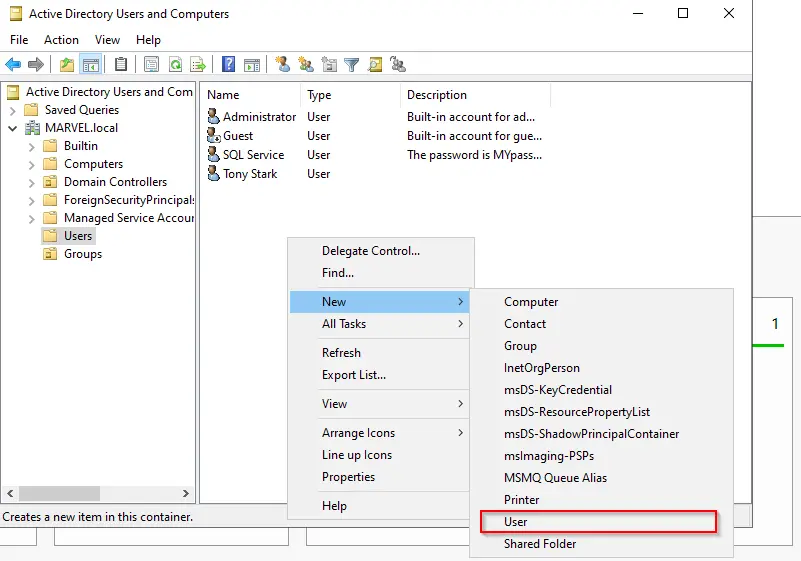 Active Directory Users and Computers
File Action View Help
Active Directory Users and Com
Saved Queries
MARVEL.local
Builtin
Computers
Domain Controllers
ForeignSecurityPrincipals
Managed Service Accour
Users
Groups
Name Type Description
Administrator User Built-in account for ad...
Guest User Built-in account for gue...
SQL Service User The password is MYpass...
Tony Stark User
Delegate Control...
Find...
New
All Tasks
Refresh
Export List...
View
Arrange Icons
Line up Icons
Properties
Help
Computer
Contact
Group
InetOrgPerson
msDS-KeyCredential
msDS-ResourcePropertyList
msDS-ShadowPrincipalContainer
msImaging-PSPs
MSMQ Queue Alias
Printer
User
Shared Folder
1
Creates a new item in this container.